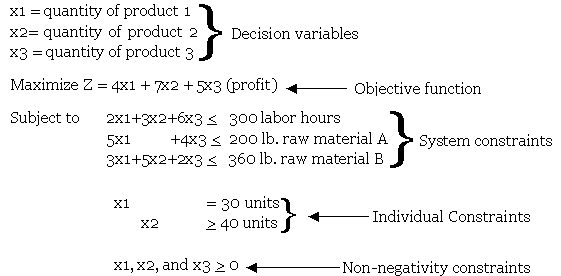 x1 = quantity of product 1
x2= quantity of product 2
x3 = quantity of product 3
Decision variables
Maximize Z = 4x1 + 7x2 + 5x3 (profit)
Objective function
Subject to 2x1+3x2+6x3 ≤ 300 labor hours
5x1 +4x3 ≤ 200 lb. raw material A
3x1+5x2+2x3 ≤ 360 lb. raw material B
System constraints
x1 = 30 units
x2 ≥ 40 units
Individual Constraints
x1, x2, and x3 ≥ 0
Non-negativity constraints